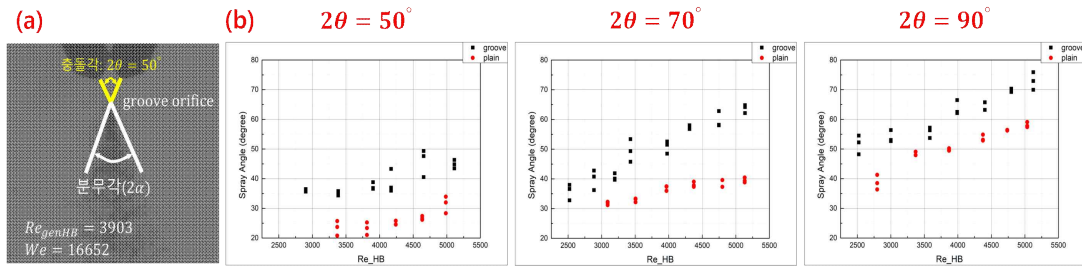 (a)
충돌각: 2θ = 50°
groove orifice
분무각(2α)
Re_genHB = 3903
We = 16652
(b)
2θ = 50°
groove
plain
80
70
60
50
40
30
20
Spray Angle (degree)
2500 3000 3500 4000 4500 5000 5500
Re_HB
2θ = 70°
groove
plain
80
70
60
50
40
30
20
Spray Angle (degree)
2500 3000 3500 4000 4500 5000 5500
Re_HB
2θ = 90°
groove
plain
80
70
60
50
40
30
20
Spray Angle (degree)
2500 3000 3500 4000 4500 5000 5500
Re_HB